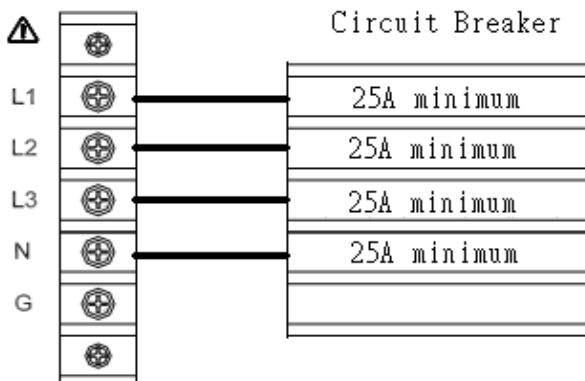 Circuit Breaker
L1 25A minimum
L2 25A minimum
L3 25A minimum
N 25A minimum
G